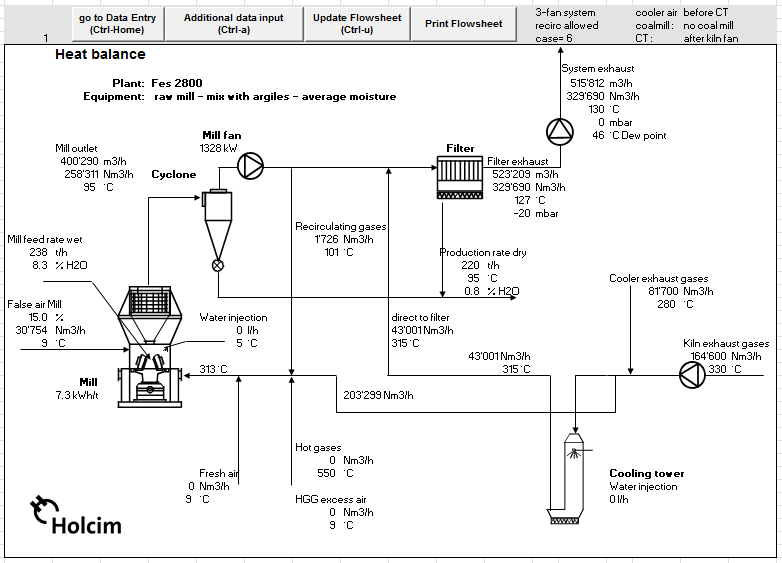 1
go to Data Entry
(Ctrl-Home)
Additional data input
(Ctrl-a)
Update Flowsheet
(Ctrl-u)
Print Flowsheet
3-fan system
recirc allowed
case= 6
cooler air before CT
coalmill: no coal mill
CT: after kiln fan
Heat balance
Plant: Fes 2800
Equipment: raw mill - mix with argiles - average moisture
System exhaust
515'812 m3/h
329'690 Nm3/h
130 °C
0 mbar
46 °C Dew point
Mill fan
1328 kW
Mill outlet
400'290 m3/h
258'311 Nm3/h
95 °C
Cyclone
Filter
Filter exhaust
523'209 m3/h
329'690 Nm3/h
127 °C
-20 mbar
Recirculating gases
1'726 Nm3/h
101 °C
Mill feed rate wet
238 t/h
8.3 % H2O
Production rate dry
220 t/h
95 °C
0.8 % H2O
Cooler exhaust gases
81'700 Nm3/h
280 °C
False air Mill
15.0 %
30'754 Nm3/h
9 °C
Water injection
0 l/h
5 °C
direct to filter
43'001 Nm3/h
315 °C
43'001 Nm3/h
315 °C
Kiln exhaust gases
164'600 Nm3/h
330 °C
313 °C
Mill
7.3 kWh/t
203'299 Nm3/h
Hot gases
0 Nm3/h
550 °C
Fresh air
0 Nm3/h
9 °C
HGG excess air
0 Nm3/h
9 °C
Cooling tower
Water injection
0 l/h
Holcim